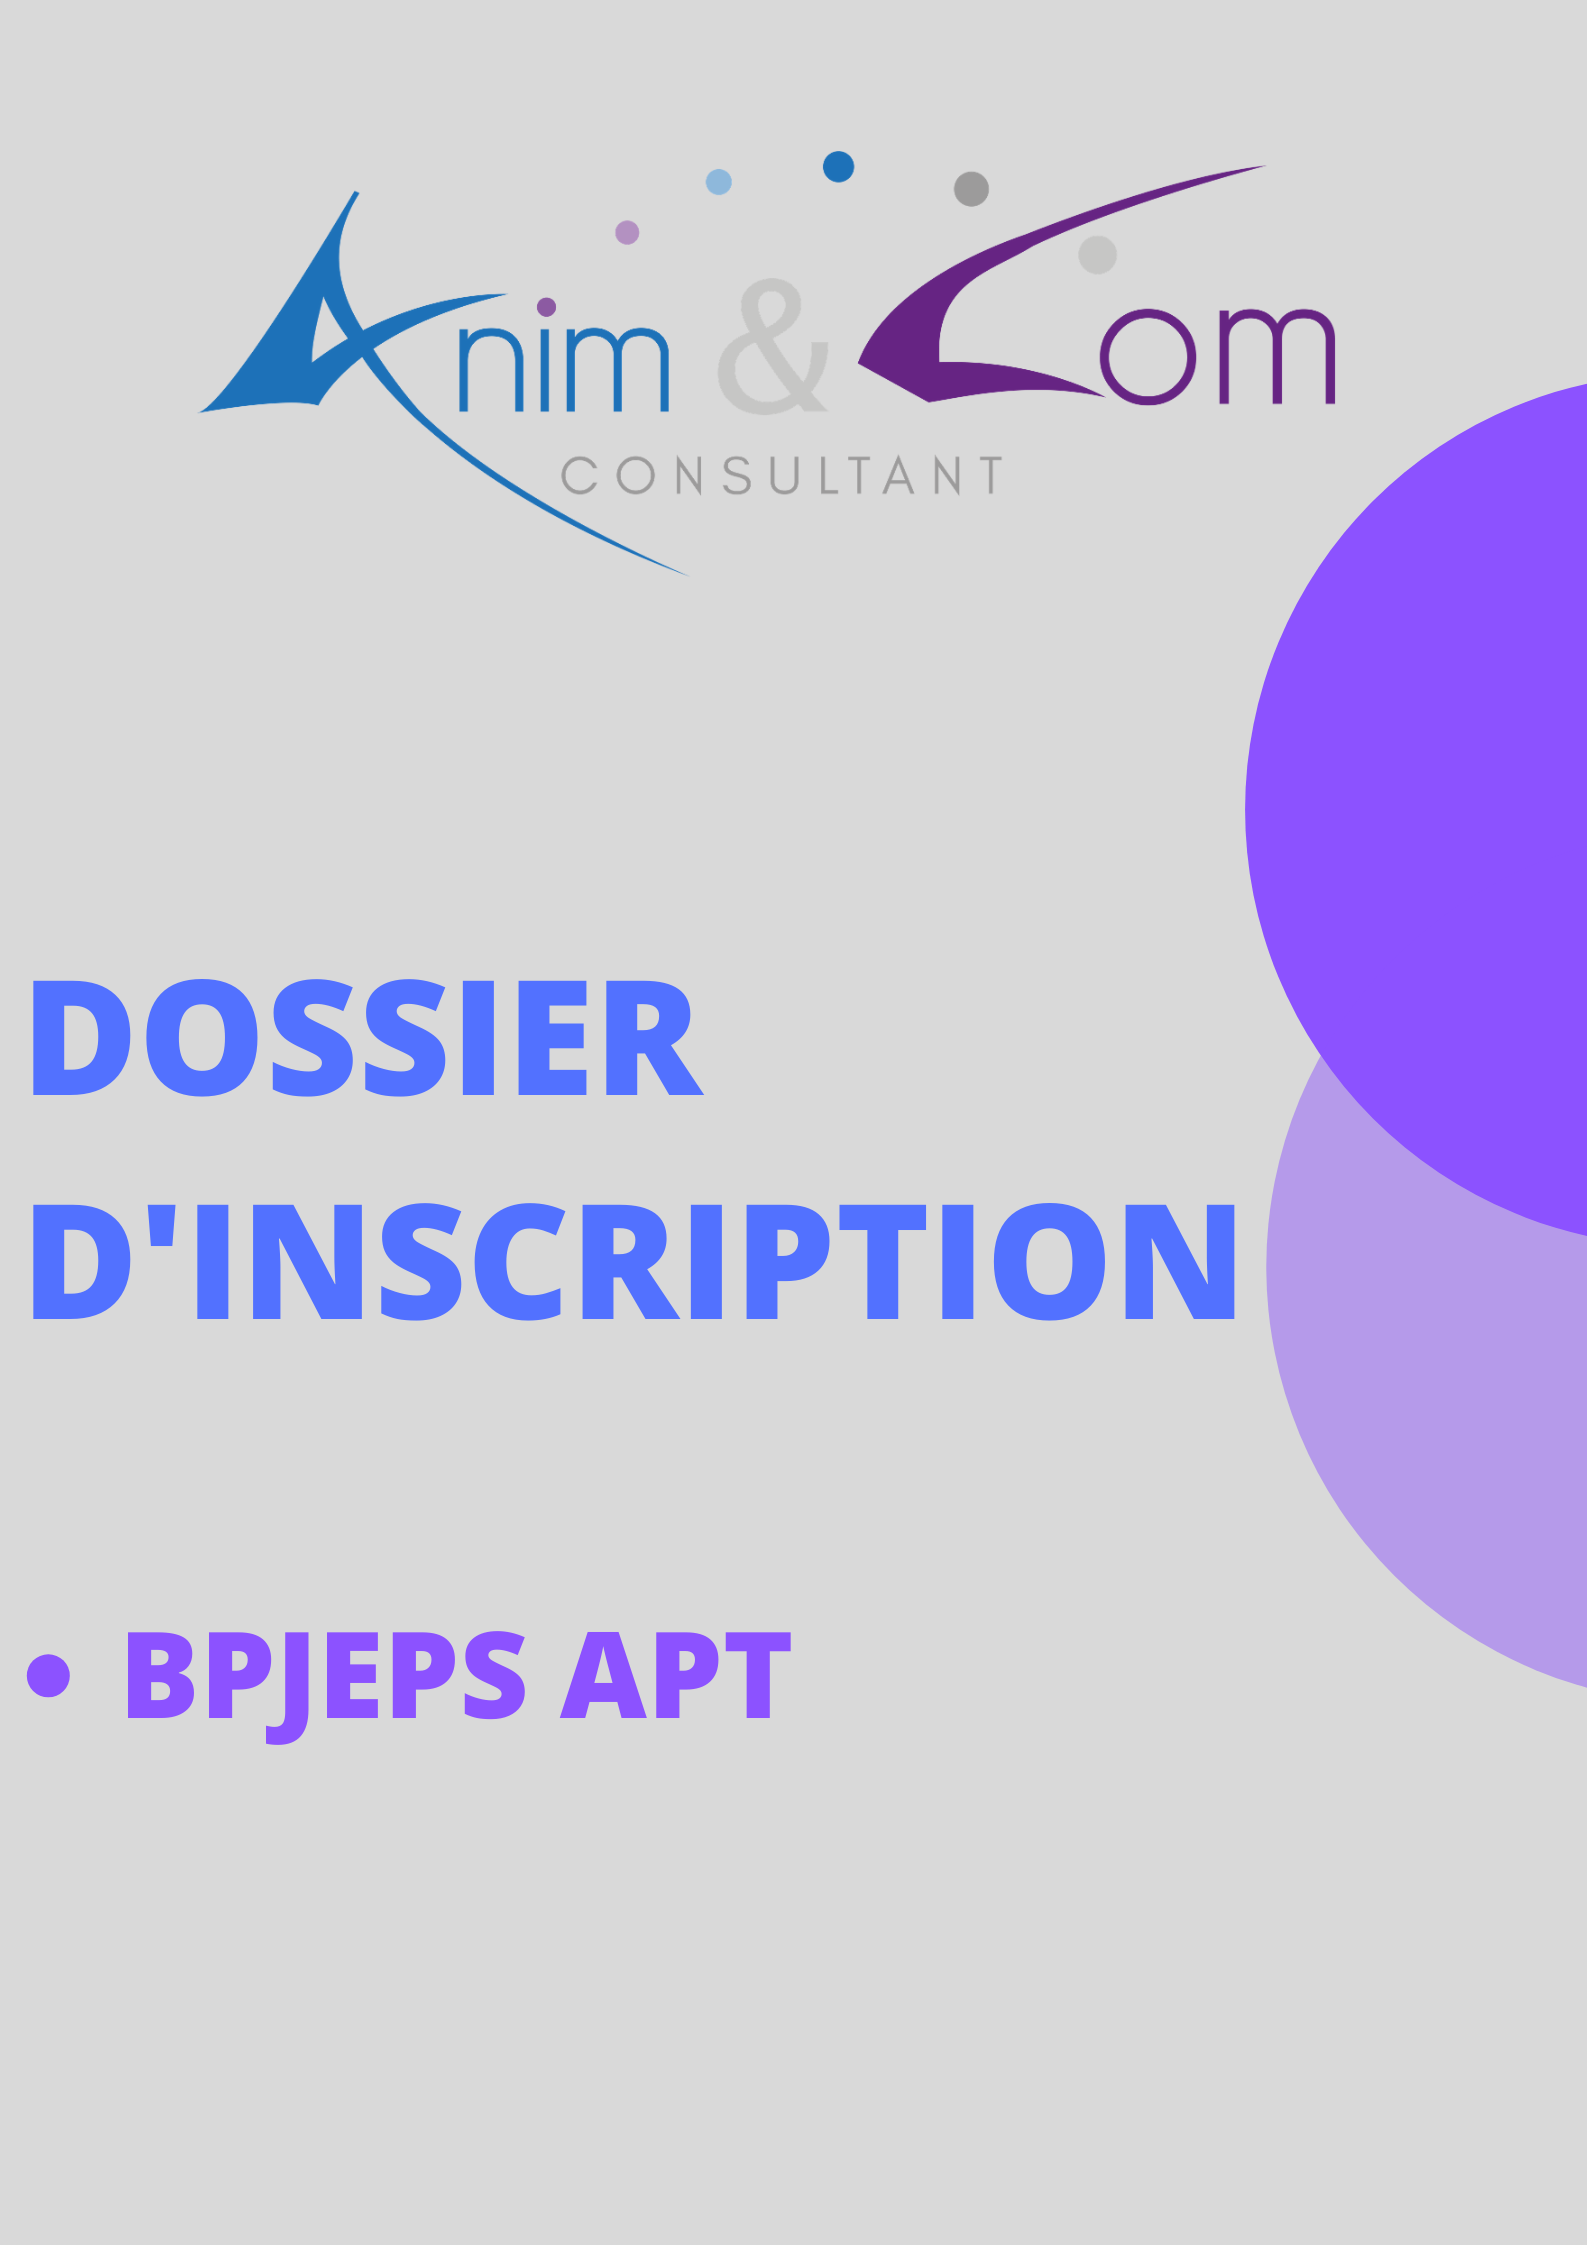 Anim & Com
CONSULTANT
DOSSIER
D'INSCRIPTION
• BPJEPS APT